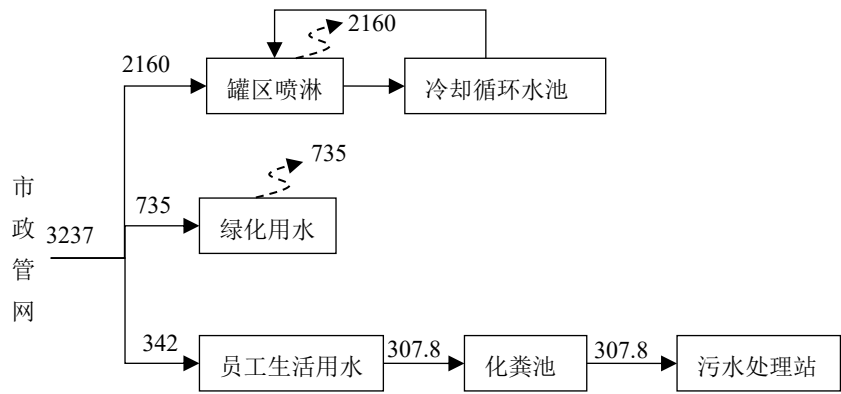 2160
2160
罐区喷淋
冷却循环水池
735
735
绿化用水
市政管网
3237
342
员工生活用水
307.8
化粪池
307.8
污水处理站